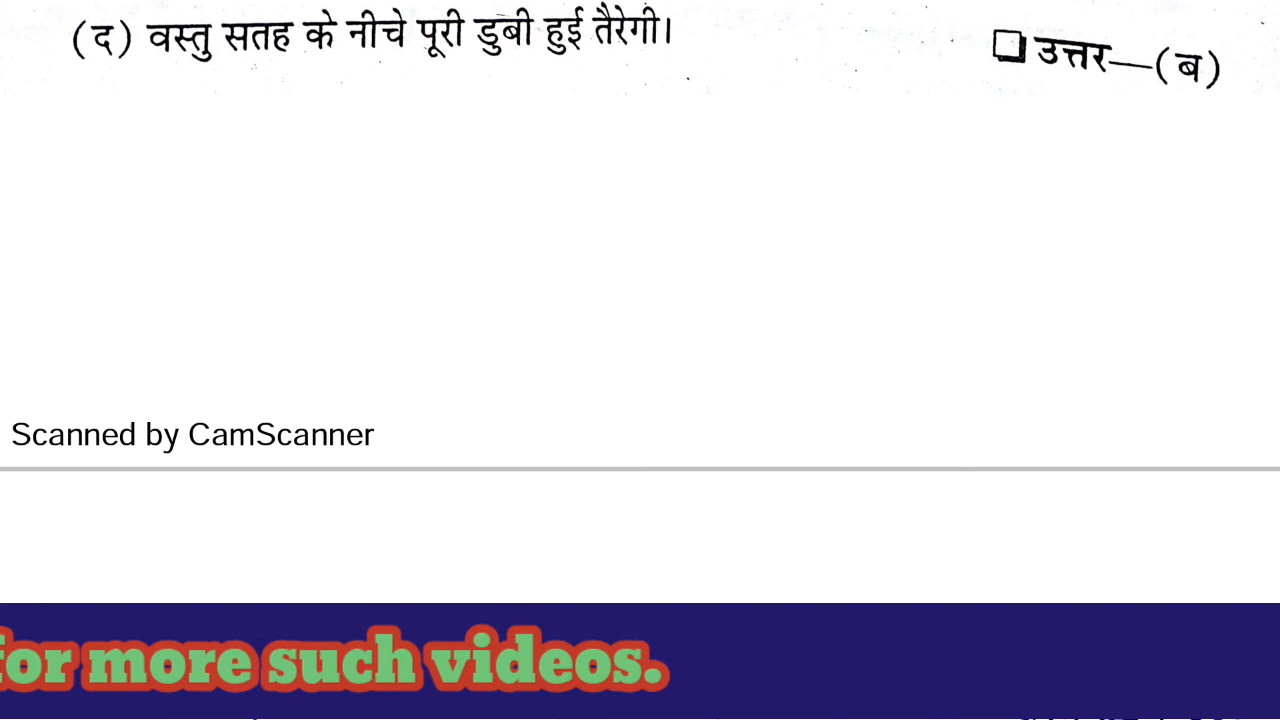 (द) वस्तु सतह के नीचे पूरी डुबी हुई तैरेगी।
❑ उत्तर—(ब)
Scanned by CamScanner
for more such videos.